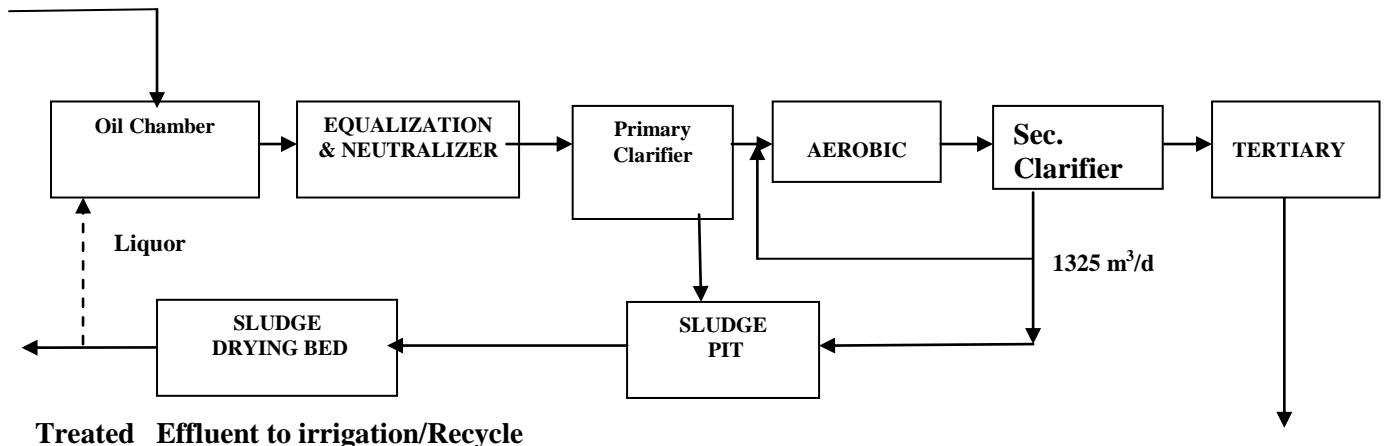 Oil Chamber
EQUALIZATION
& NEUTRALIZER
Primary
Clarifier
AEROBIC
Sec.
Clarifier
TERTIARY
Liquor
1325 m³/d
SLUDGE
DRYING BED
SLUDGE
PIT
Treated Effluent to irrigation/Recycle